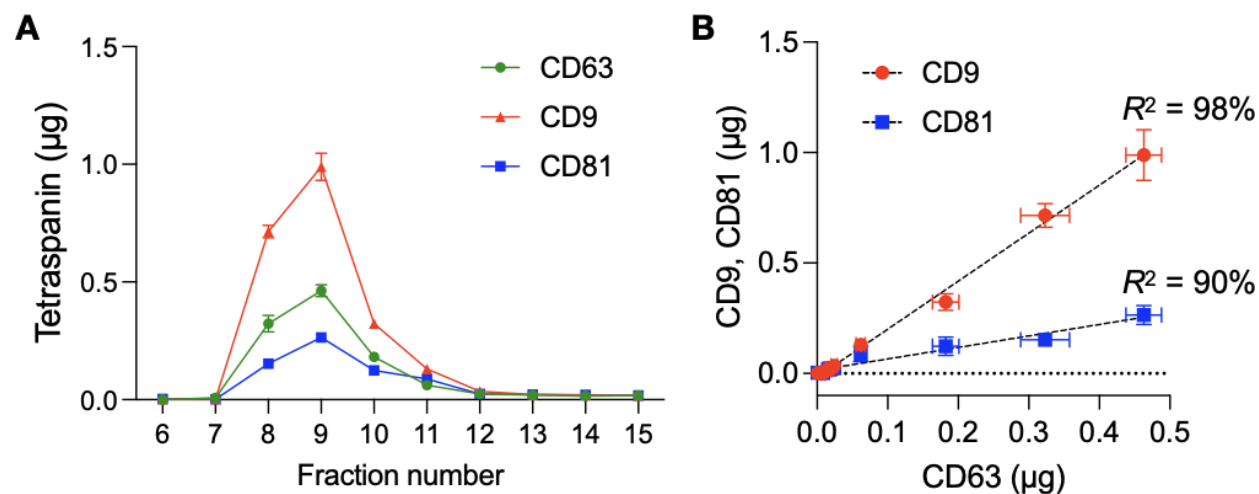 A
Tetraspanin (µg)
1.5
1.0
0.5
0.0
CD63
CD9
CD81
6 7 8 9 10 11 12 13 14 15
Fraction number
B
CD9, CD81 (µg)
1.5
1.0
0.5
0.0
CD9
CD81
R² = 98%
R² = 90%
0.0 0.1 0.2 0.3 0.4 0.5
CD63 (µg)